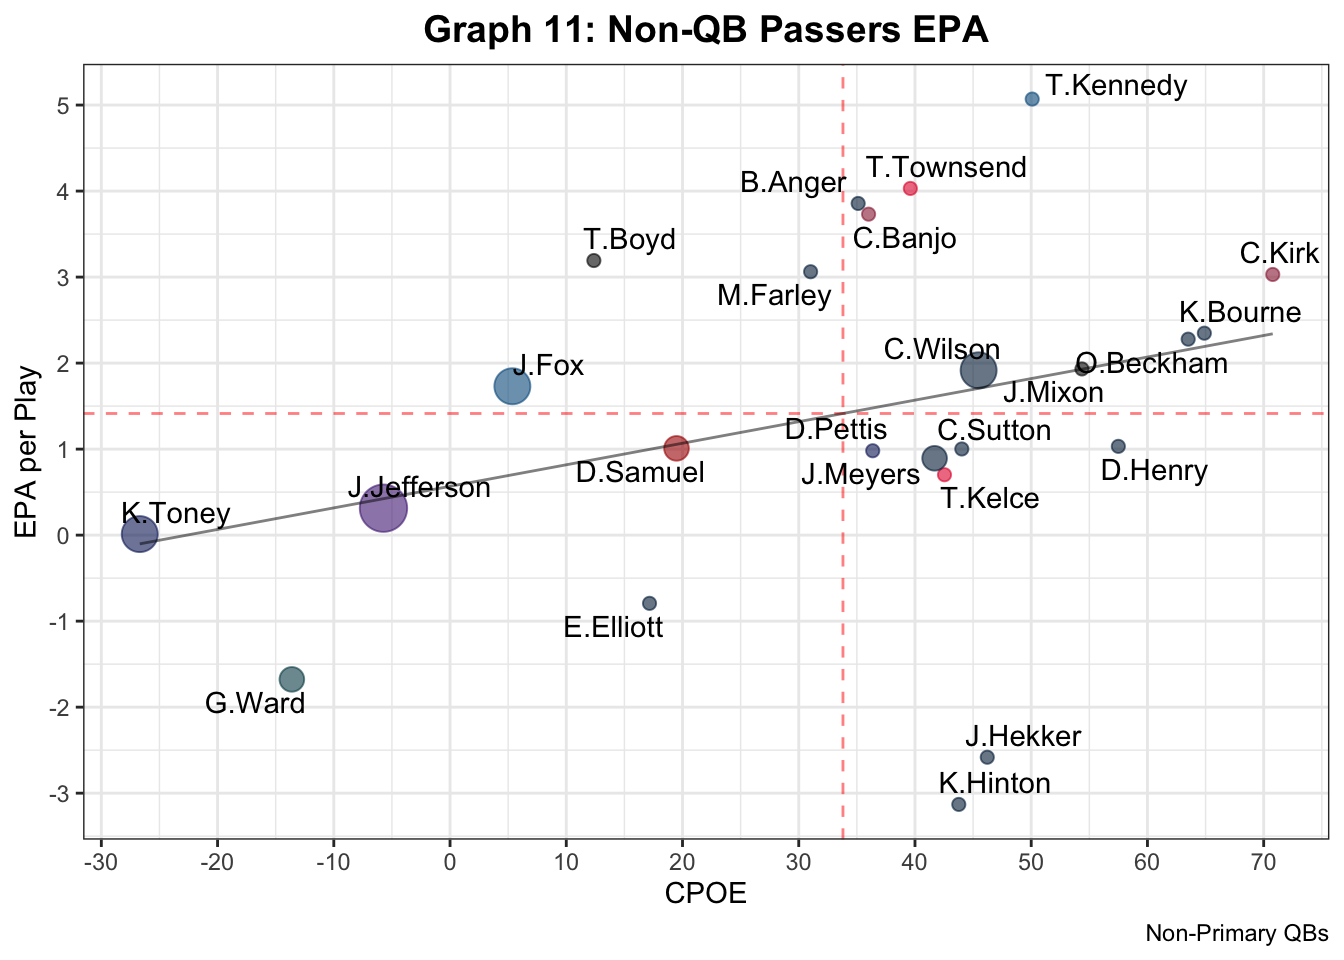 Graph 11: Non-QB Passers EPA
T.Kennedy
T.Townsend
B.Anger
C.Banjo
T.Boyd
C.Kirk
M.Farley
K.Bourne
C.Wilson
O.Beckham
J.Fox
J.Mixon
D.Pettis
C.Sutton
D.Samuel
J.Meyers
D.Henry
T.Kelce
J.Jefferson
K.Toney
E.Elliott
G.Ward
J.Hekker
K.Hinton
EPA per Play
5
4
3
2
1
0
-1
-2
-3
-30 -20 -10 0 10 20 30 40 50 60 70
CPOE
Non-Primary QBs